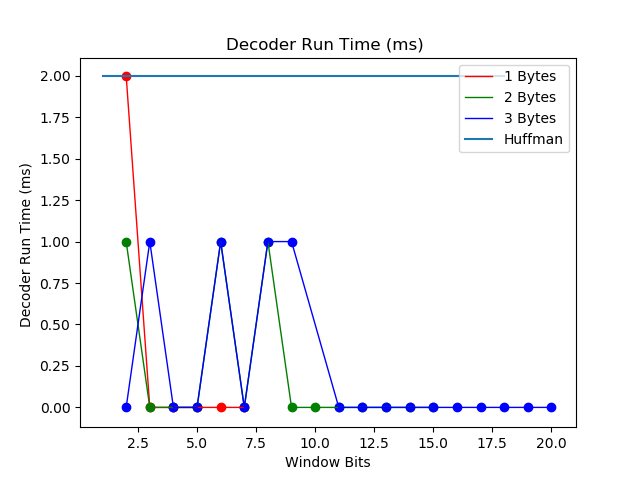 Decoder Run Time (ms)
1 Bytes
2 Bytes
3 Bytes
Huffman
Decoder Run Time (ms)
2.00
1.75
1.50
1.25
1.00
0.75
0.50
0.25
0.00
2.5 5.0 7.5 10.0 12.5 15.0 17.5 20.0
Window Bits